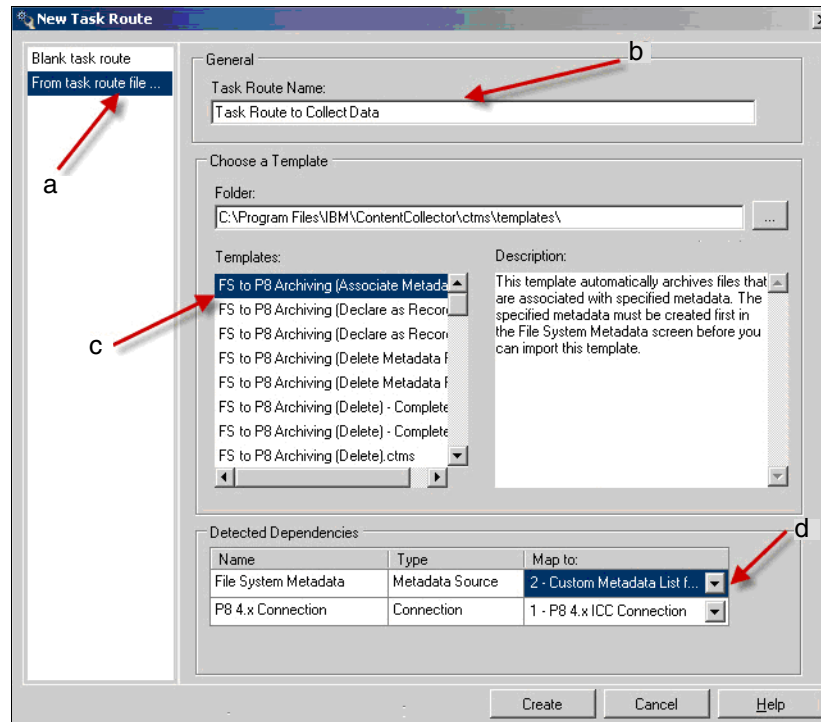 New Task Route
Blank task route
From task route file ...
a
General
b
Task Route Name:
Task Route to Collect Data
Choose a Template
Folder:
C:\Program Files\IBM\ContentCollector\ctms\templates\
...
Templates:
FS to P8 Archiving (Associate Metada
FS to P8 Archiving (Declare as Recor
FS to P8 Archiving (Declare as Recor
FS to P8 Archiving (Delete Metadata F
FS to P8 Archiving (Delete Metadata F
FS to P8 Archiving (Delete) - Complete
FS to P8 Archiving (Delete) - Complete
FS to P8 Archiving (Delete).ctms
c
Description:
This template automatically archives files that
are associated with specified metadata. The
specified metadata must be created first in
the File System Metadata screen before you
can import this template.
Detected Dependencies
d
Name Type Map to:
File System Metadata Metadata Source 2 - Custom Metadata List f...
P8 4.x Connection Connection 1 - P8 4.x ICC Connection
Create Cancel Help